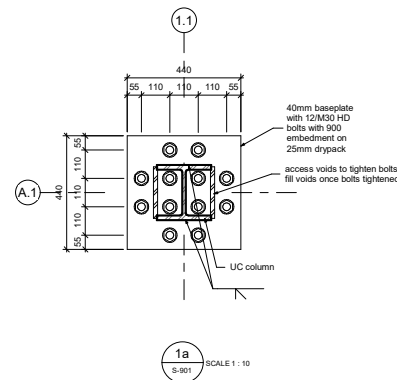 1.1
440
55 110 110 110 55
40mm baseplate
with 12/M30 HD
bolts with 900
embedment on
25mm drypack
A.1
440
55
110
110
110
55
access voids to tighten bolts
fill voids once bolts tightened
UC column
1a
S-901
SCALE 1 : 10